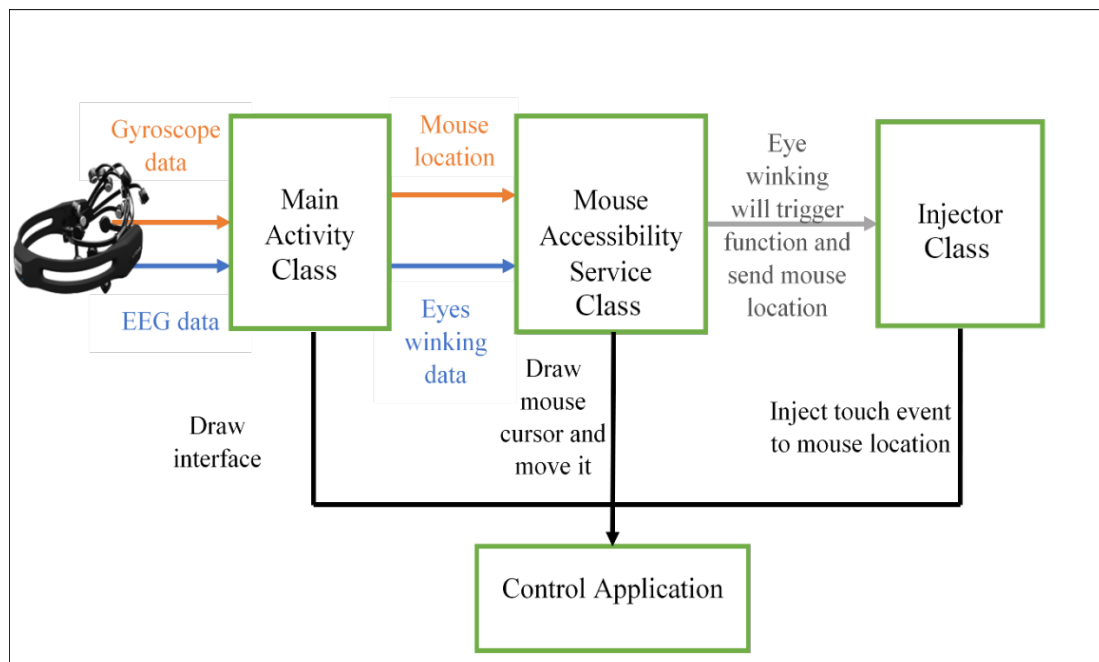 Gyroscope
data
EEG data
Main
Activity
Class
Mouse
location
Eyes
winking
data
Mouse
Accessibility
Service
Class
Eye
winking
will trigger
function and
send mouse
location
Injector
Class
Draw
interface
Draw
mouse
cursor and
move it
Inject touch event
to mouse location
Control Application